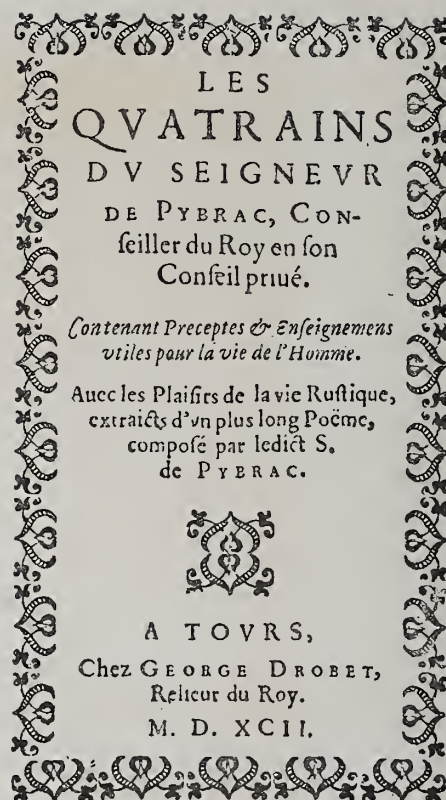 LES
QVATRAINS
DV SEIGNEVR
DE PYBRAC, CON-
ſeiller du Roy en ſon
Conſeil priué.
Contenant Preceptes & Enſeignemens
vtiles pour la vie de l'Homme.
Auec les Plaiſirs de la vie Ruſtique,
extraicts d'vn plus long Poëme,
compoſé par ledict S.
de PYBRAC.
A TOVRS,
Chez GEORGE DROBET,
Relieur du Roy.
M. D. XCII.